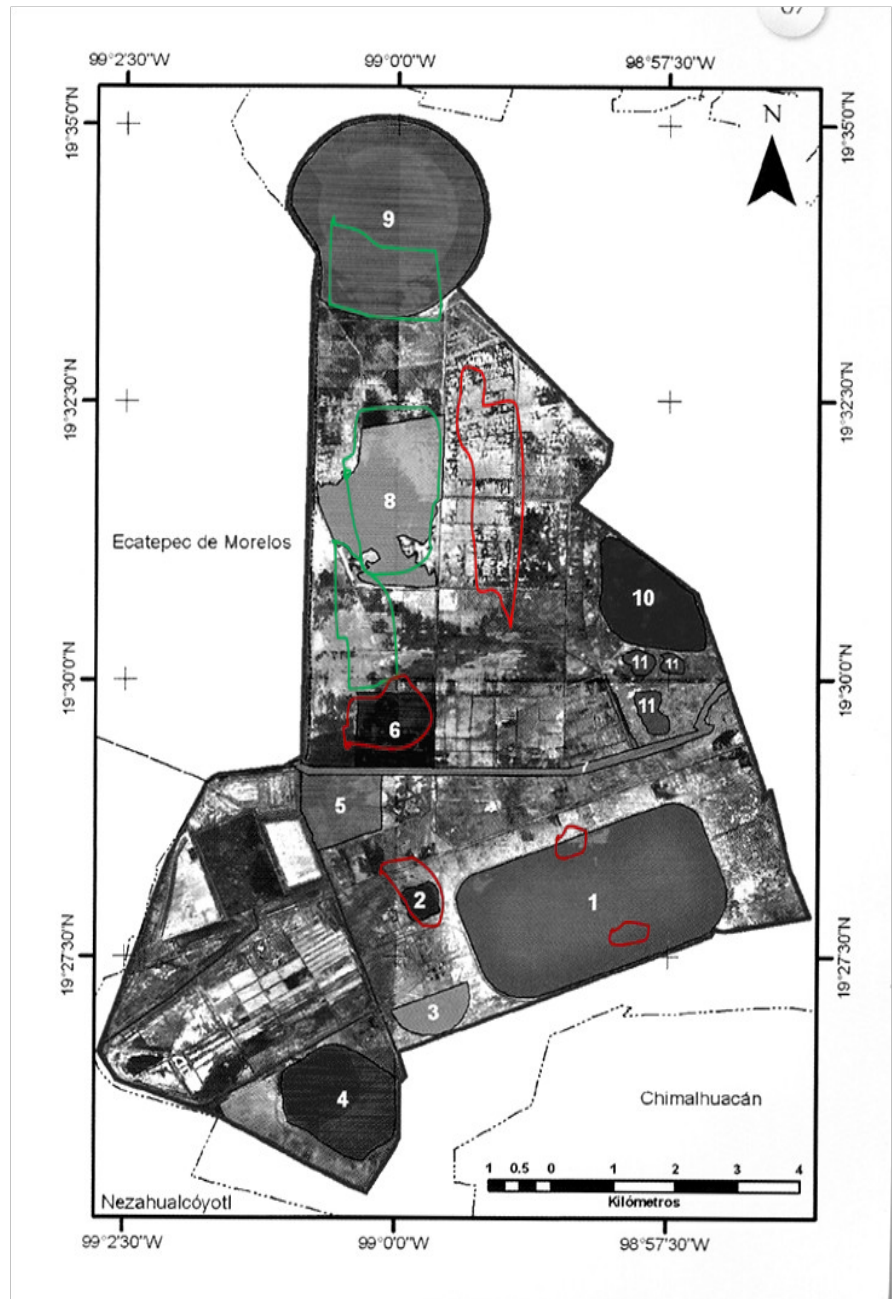 99°2'30"W 99°0'0"W 98°57'30"W
19°35'0"N 19°35'0"N
N
9
19°32'30"N 19°32'30"N
8
Ecatepec de Morelos
10
11 11
19°30'0"N 19°30'0"N
11
6
5
2
1
19°27'30"N 19°27'30"N
3
4
Chimalhuacán
1 0.5 0 1 2 3 4
Kilómetros
Nezahualcóyotl
99°2'30"W 99°0'0"W 98°57'30"W